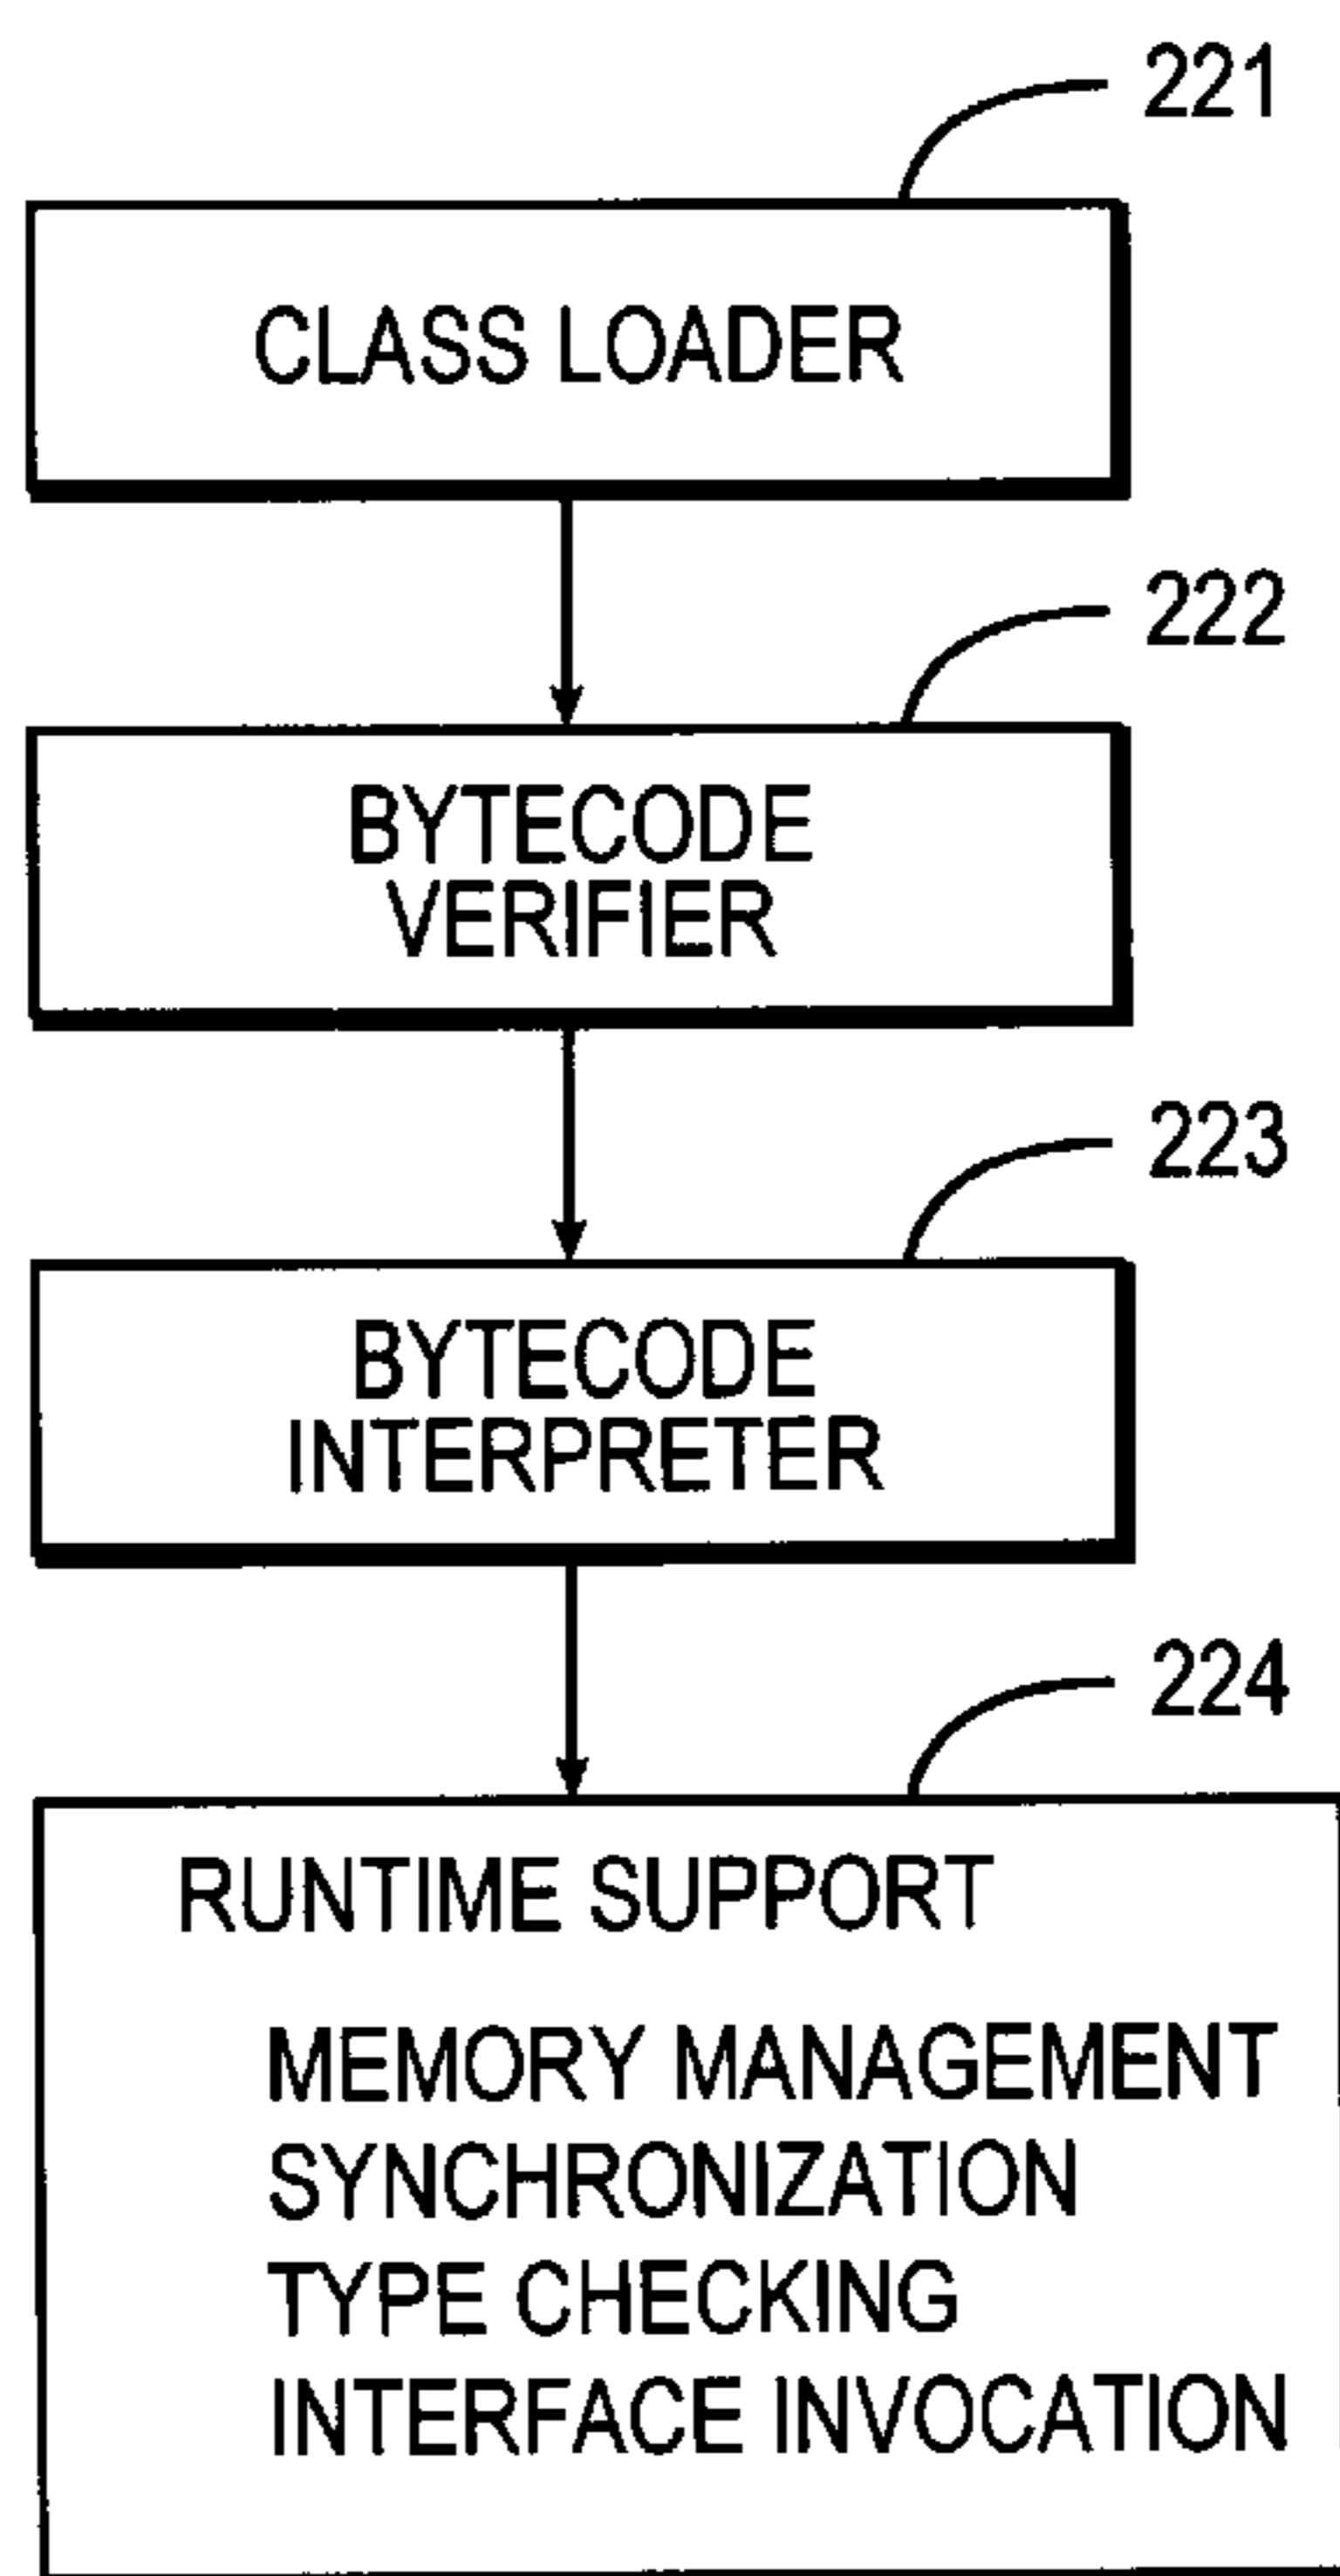 221
CLASS LOADER
222
BYTECODE
VERIFIER
223
BYTECODE
INTERPRETER
224
RUNTIME SUPPORT
MEMORY MANAGEMENT
SYNCHRONIZATION
TYPE CHECKING
INTERFACE INVOCATION